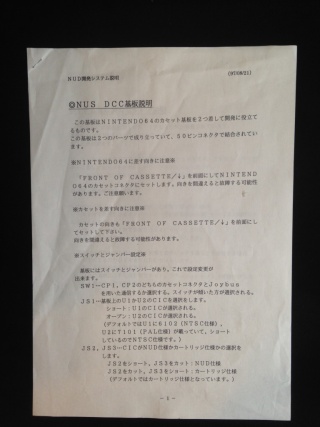 NUD開発システム説明 (97/08/21)
◎NUS DCC基板説明
この基板はNINTENDO64のカセット基板を2つ差して開発に役立て
るものです。
この基板は2つのパーツで成り立っていて、50ピンコネクタで結合されてい
ます。
※NINTENDO64に差す向きに注意※
「FRONT OF CASSETTE/↓」を前面にしてNINTEND
O64のカセットコネクタにセットします。向きを間違えると故障する可能性
があります。ご注意願います。
※カセットを差す向きに注意※
カセットの向きも「FRONT OF CASSETTE/↓」を前面にし
てセットして下さい。
向きを間違えると故障する可能性があります。
※スイッチとジャンパー設定※
基板にはスイッチとジャンパーがあり、これで設定変更が
出来ます。
SW1→CP1,CP2のどちらのカセットコネクタとJoybus
を用いた通信するか選択する。スイッチが倒した方が選択される。
JS1→基板上のU1かU2のCICを選択をします。
ショート:U1のCICが選択される。
オープン:U2のCICが選択される。
(デフォルトではU1に6102(NTSC仕様)、
U2に7101(PAL仕様)が載っていて、ショート
しているのでNTSC仕様です。)
JS2,JS3→CICがNUD仕様かカートリッジ仕様かの選択を
します。
JS2をショート、JS3をカット:NUD仕様
JS2をカット、JS3をショート:カートリッジ仕様
(デフォルトではカートリッジ仕様となっています。)